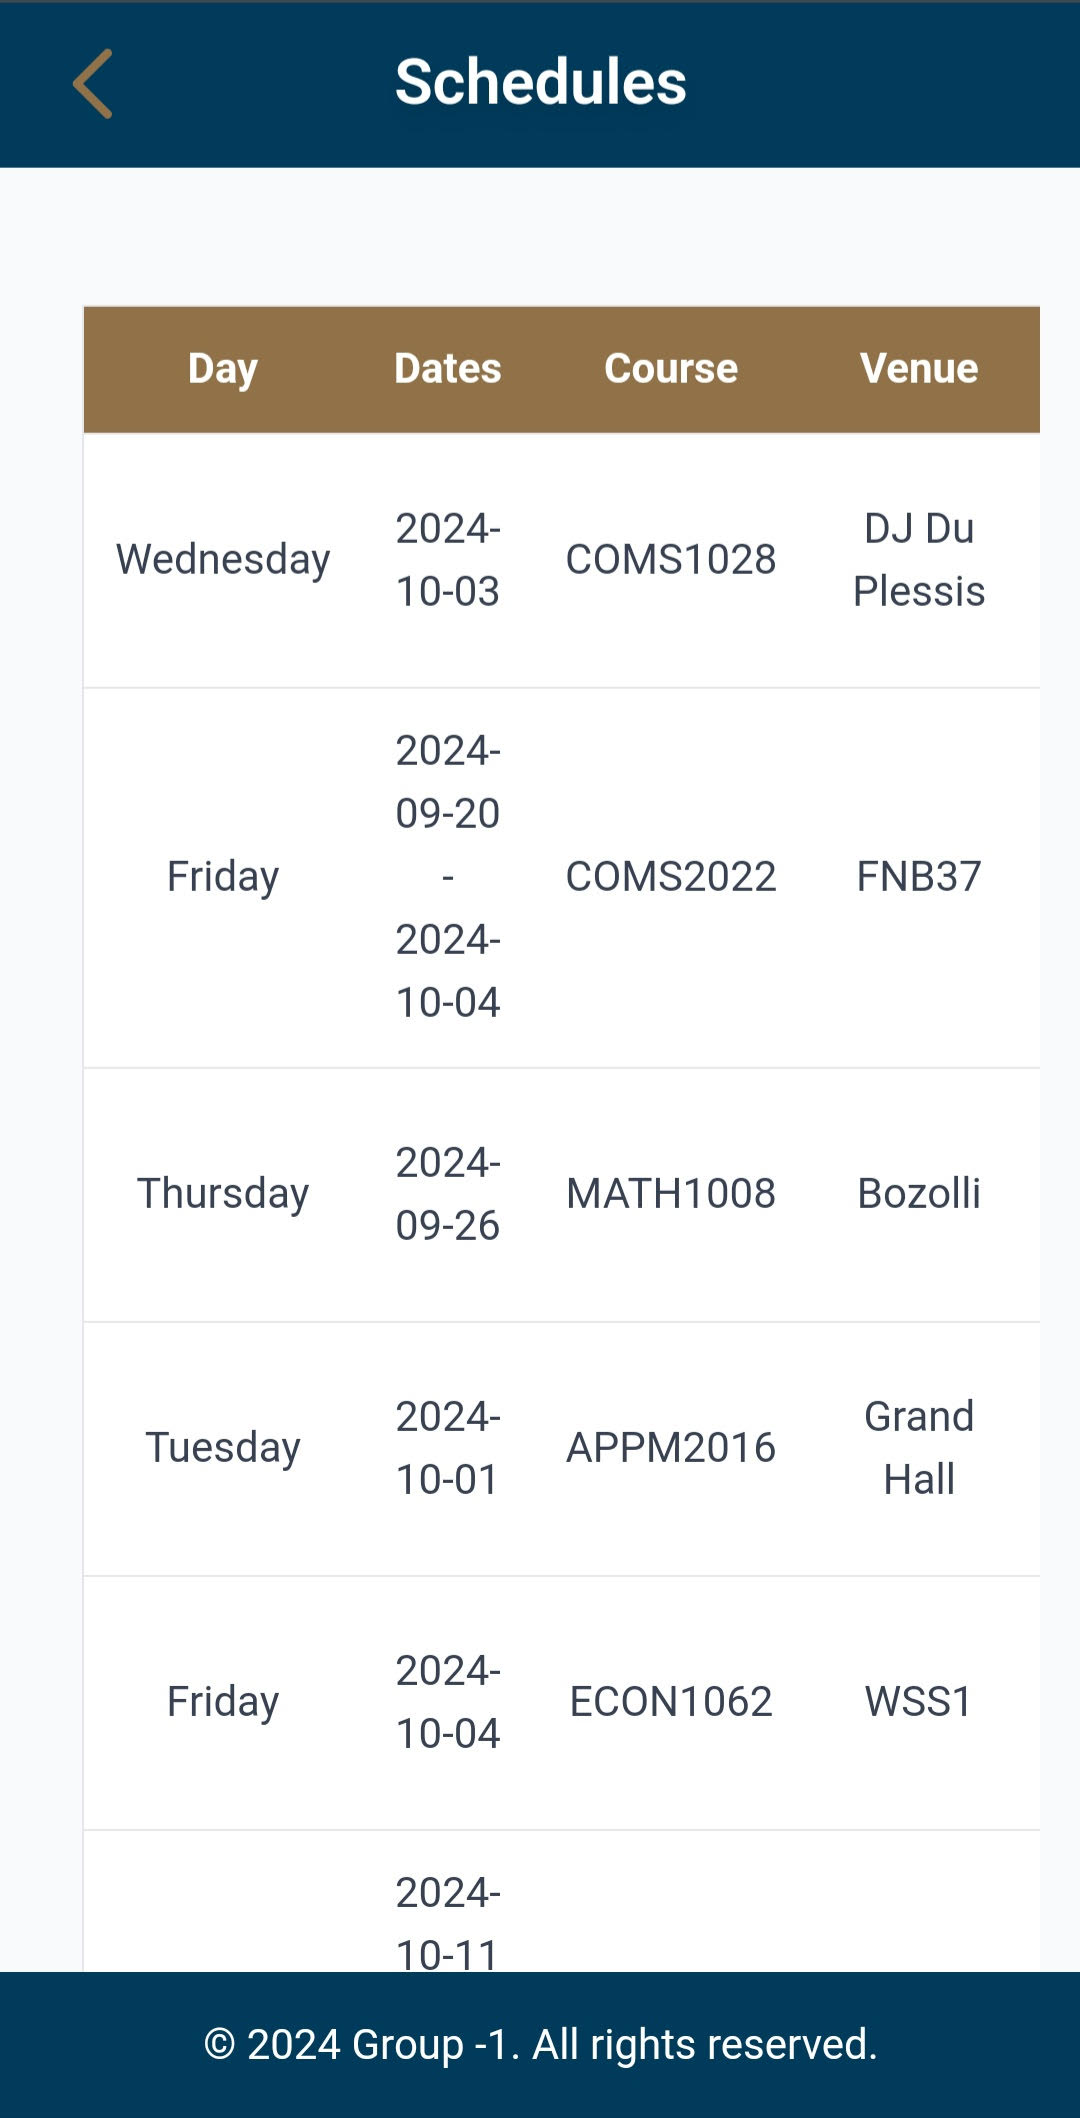 Schedules
Day Dates Course Venue
Wednesday 2024-10-03 COMS1028 DJ Du Plessis
Friday 2024-09-20 - 2024-10-04 COMS2022 FNB37
Thursday 2024-09-26 MATH1008 Bozolli
Tuesday 2024-10-01 APPM2016 Grand Hall
Friday 2024-10-04 ECON1062 WSS1
2024-10-11
© 2024 Group -1. All rights reserved.